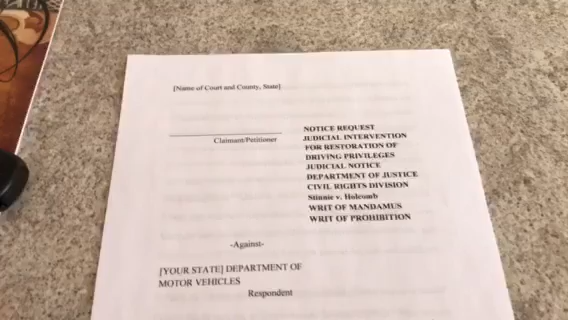 [Name of Court and County, State]
Claimant/Petitioner
NOTICE REQUEST
JUDICIAL INTERVENTION
FOR RESTORATION OF
DRIVING PRIVILEGES
JUDICIAL NOTICE
DEPARTMENT OF JUSTICE
CIVIL RIGHTS DIVISION
Stinnie v. Holcomb
WRIT OF MANDAMUS
WRIT OF PROHIBITION
-Against-
[YOUR STATE] DEPARTMENT OF
MOTOR VEHICLES
Respondent